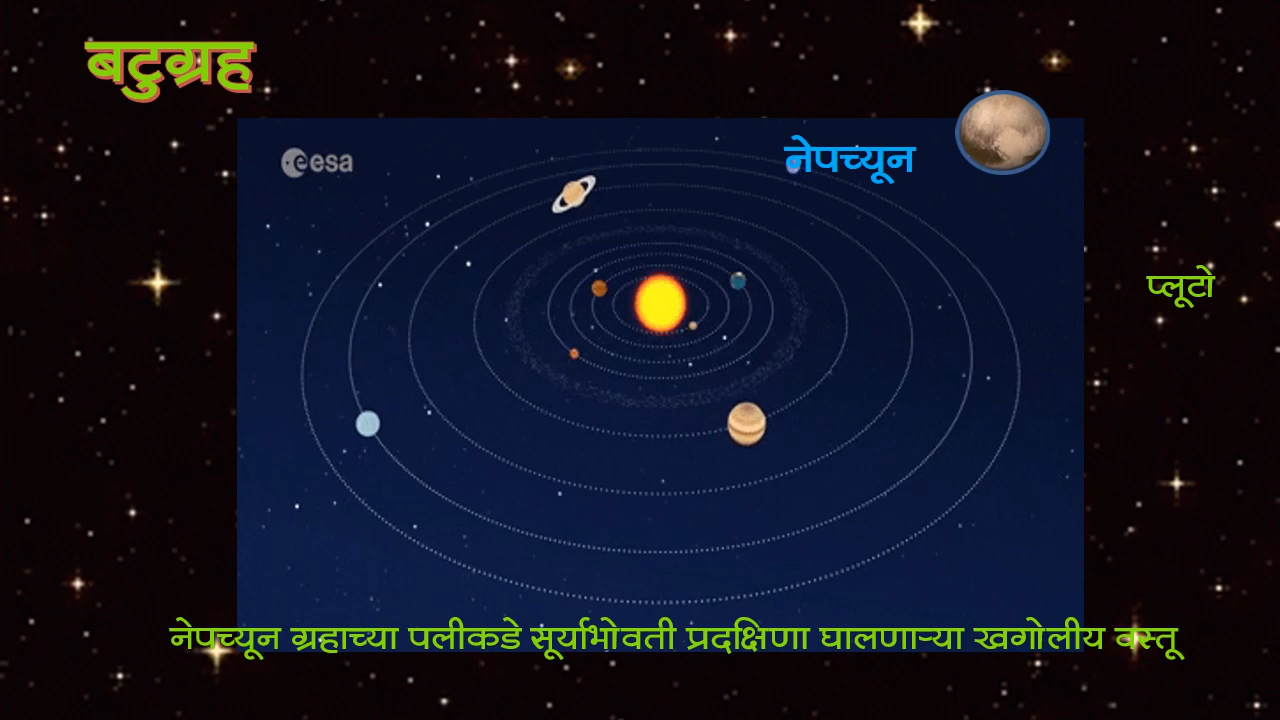 बटुग्रह
esa
नेपच्यून
प्लूटो
नेपच्यून ग्रहाच्या पलीकडे सूर्याभोवती प्रदक्षिणा घालणाऱ्या खगोलीय वस्तू